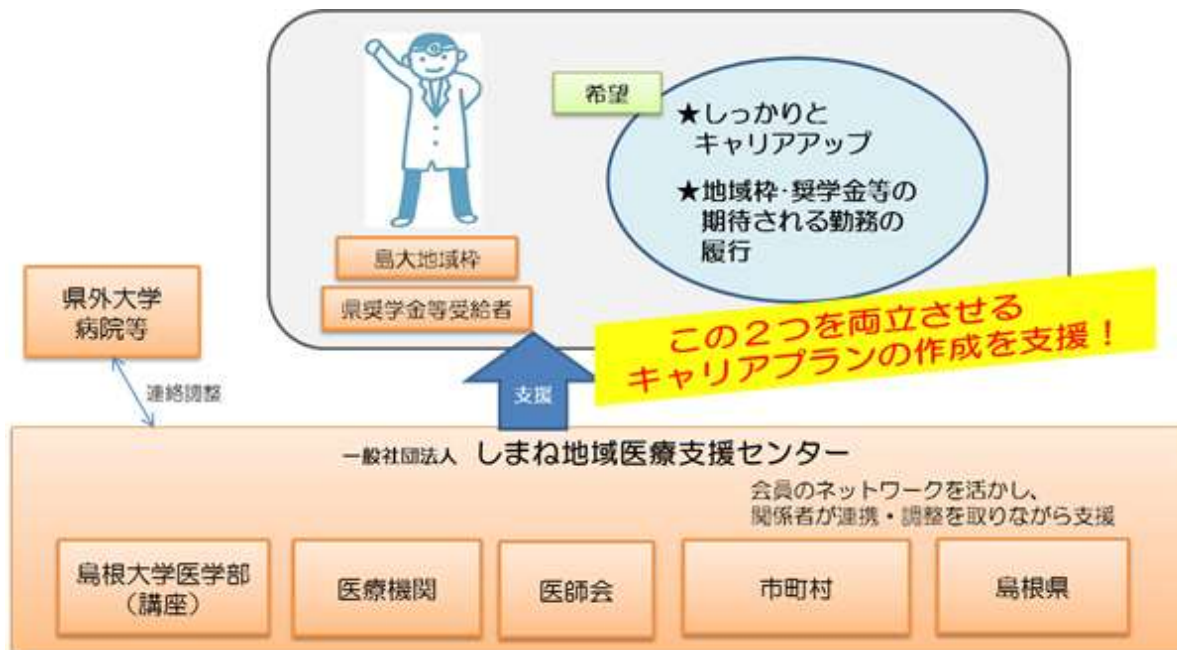 希望
★しっかりと
キャリアアップ
★地域枠・奨学金等の
期待される勤務の
履行
島大地域枠
県奨学金等受給者
この２つを両立させる
キャリアプランの作成を支援！
県外大学
病院等
連絡調整
支援
一般社団法人 しまね地域医療支援センター
会員のネットワークを活かし、
関係者が連携・調整を取りながら支援
島根大学医学部
（講座）
医療機関
医師会
市町村
島根県